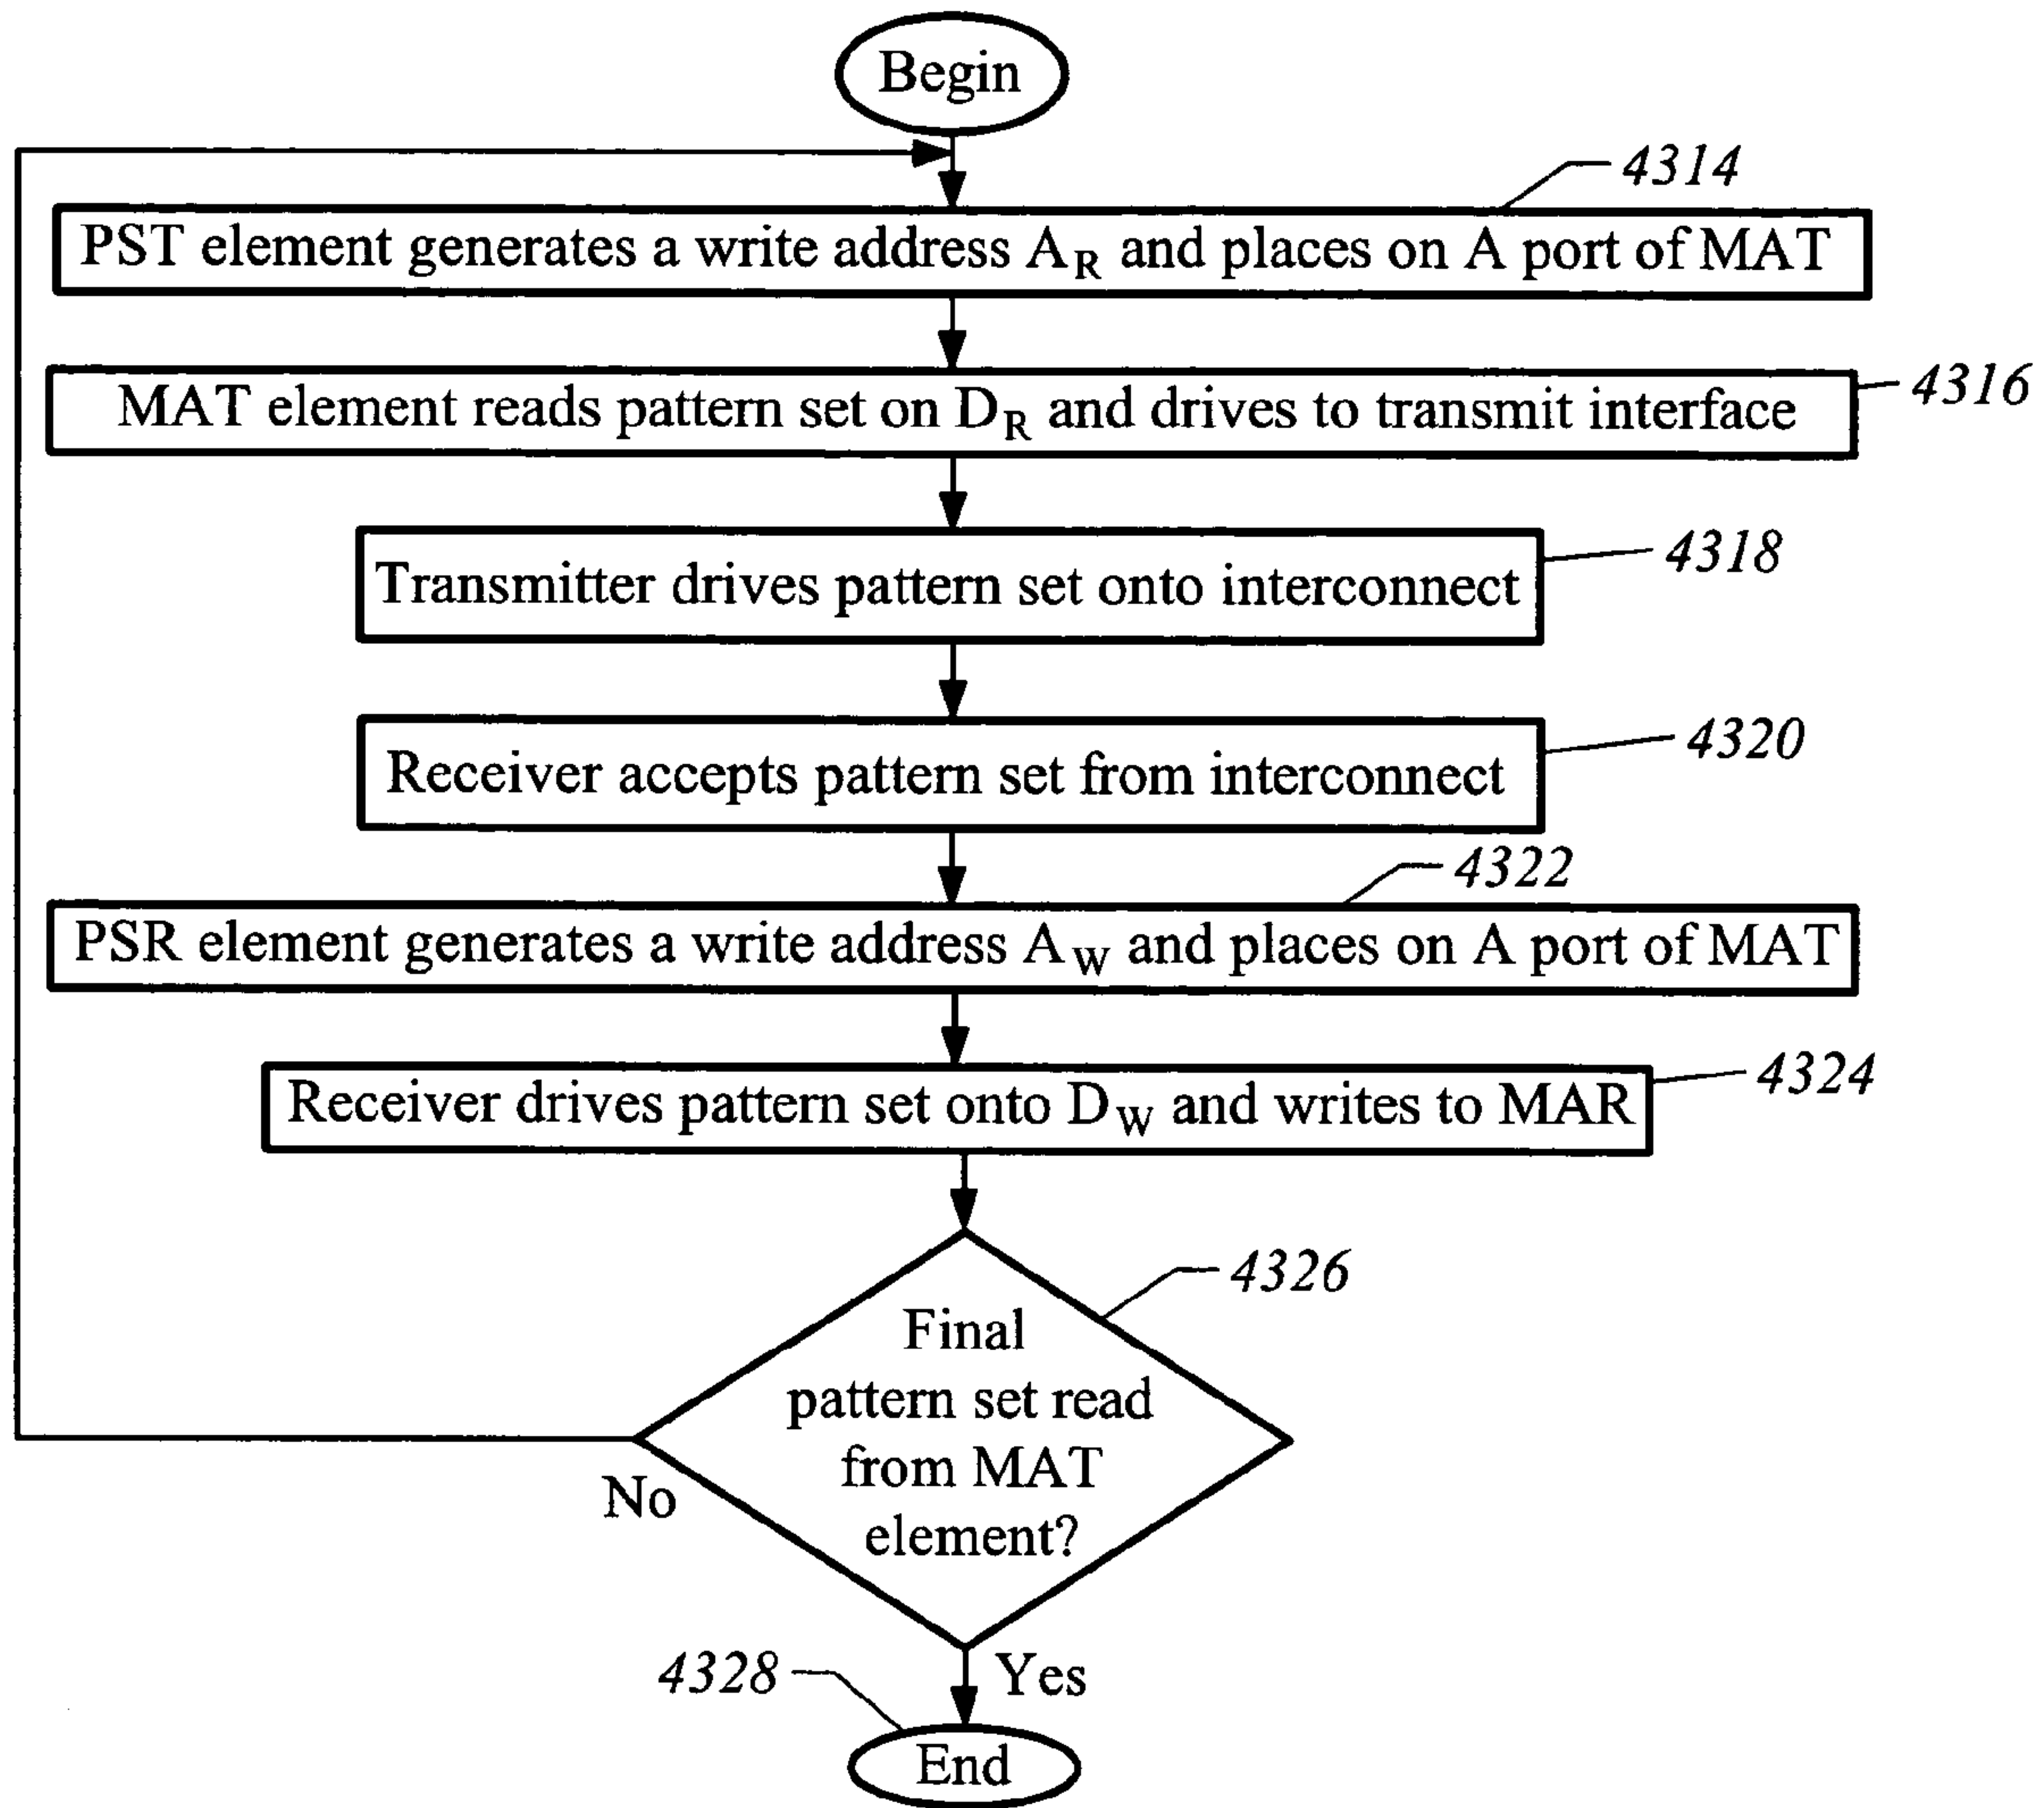 Begin
4314
PST element generates a write address AR and places on A port of MAT
4316
MAT element reads pattern set on DR and drives to transmit interface
4318
Transmitter drives pattern set onto interconnect
4320
Receiver accepts pattern set from interconnect
4322
PSR element generates a write address AW and places on A port of MAT
4324
Receiver drives pattern set onto DW and writes to MAR
4326
Final
pattern set read
from MAT
element?
No
4328
Yes
End